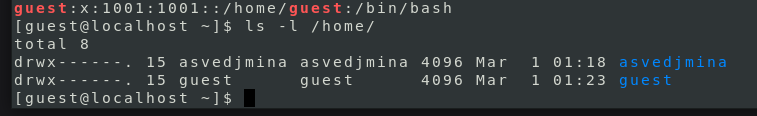 guest:x:1001:1001::/home/guest:/bin/bash
[guest@localhost ~]$ ls -l /home/
total 8
drwx------. 15 asvedjmina asvedjmina 4096 Mar  1 01:18 asvedjmina
drwx------. 15 guest      guest      4096 Mar  1 01:23 guest
[guest@localhost ~]$